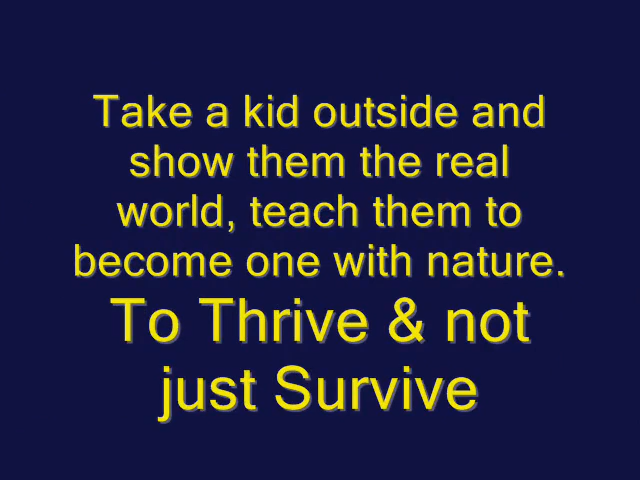 Take a kid outside and
show them the real
world, teach them to
become one with nature.
To Thrive & not
just Survive